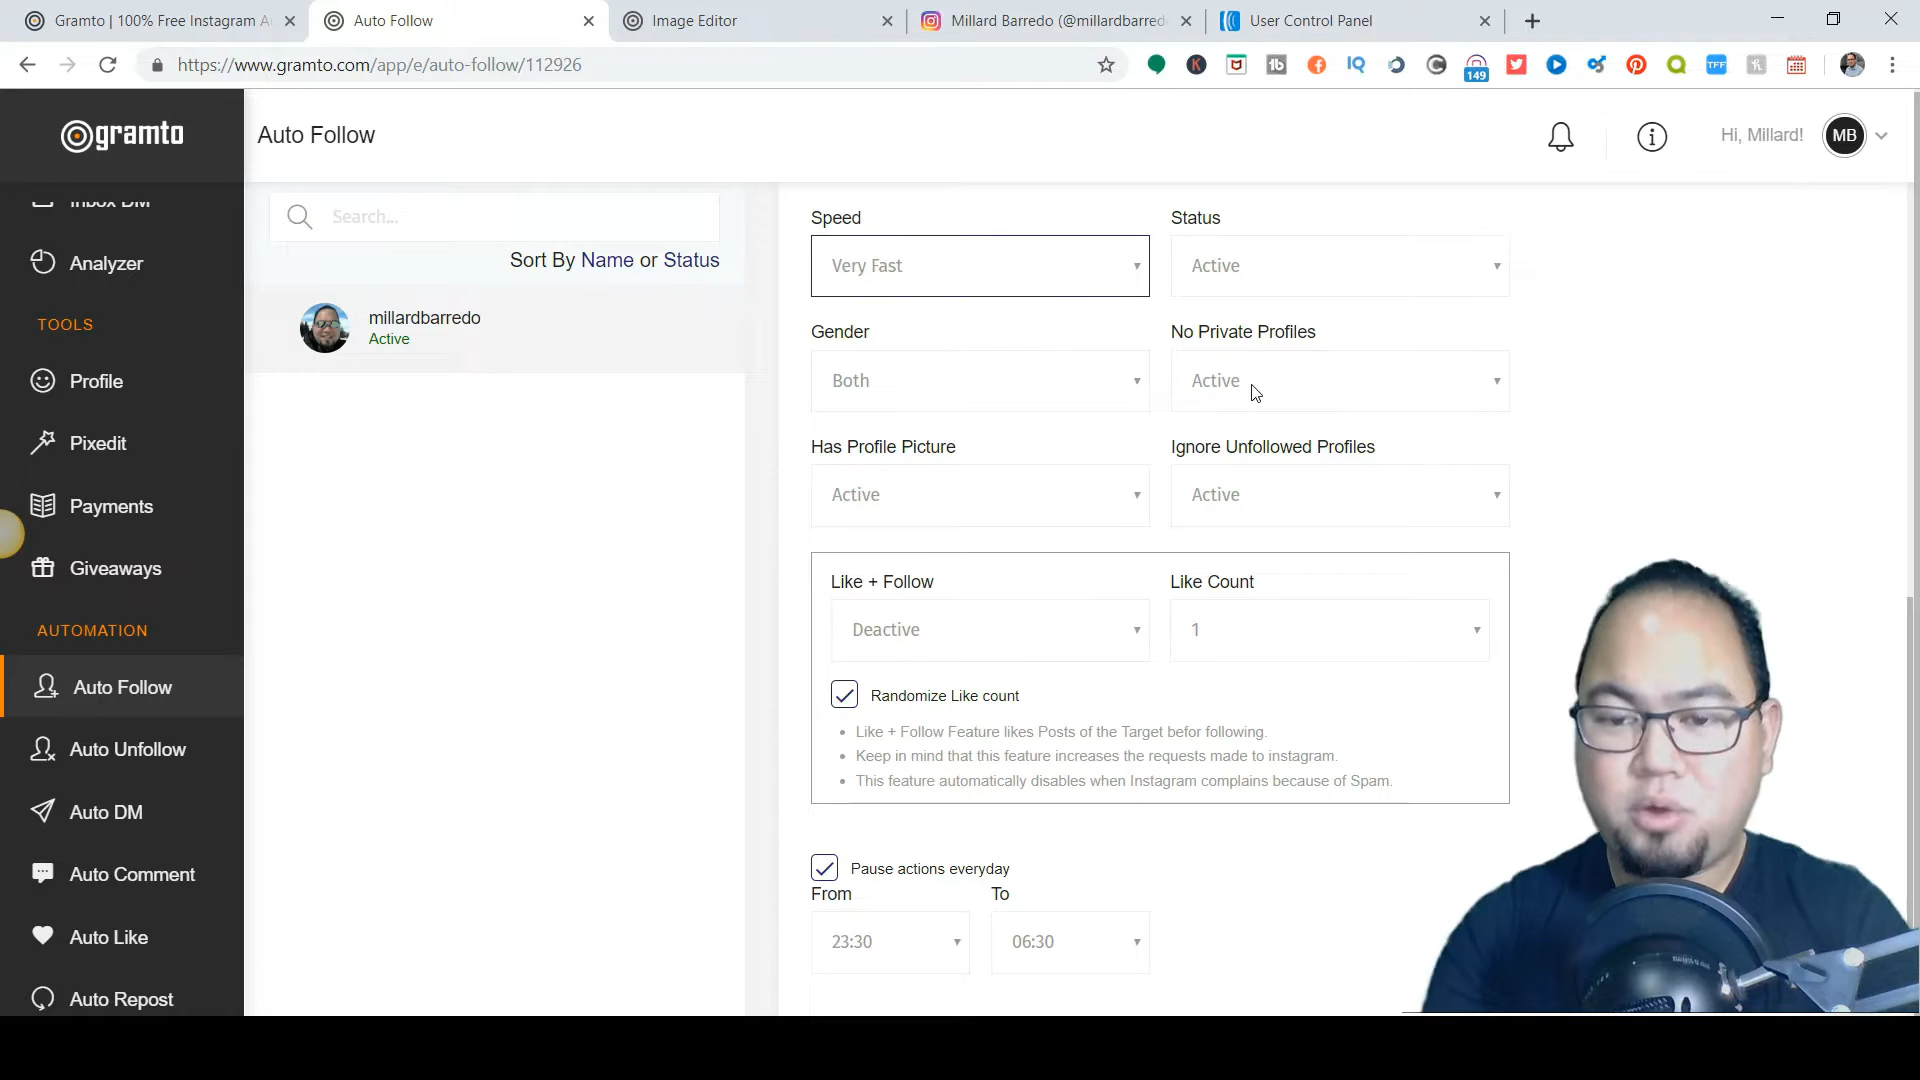 Gramto | 100% Free Instagram A
Auto Follow
Image Editor
Millard Barredo (@millardbarred
User Control Panel
https://www.gramto.com/app/e/auto-follow/112926
K
tb
IQ
149
TFF
gramto
Auto Follow
Hi, Millard!
MB
Inbox DM
Analyzer
TOOLS
Profile
Pixedit
Payments
Giveaways
AUTOMATION
Auto Follow
Auto Unfollow
Auto DM
Auto Comment
Auto Like
Auto Repost
Search...
Sort By Name or Status
millardbarredo
Active
Speed
Status
Very Fast
Active
Gender
No Private Profiles
Both
Active
Has Profile Picture
Ignore Unfollowed Profiles
Active
Active
Like + Follow
Like Count
Deactive
1
Randomize Like count
• Like + Follow Feature likes Posts of the Target befor following.
• Keep in mind that this feature increases the requests made to instagram.
• This feature automatically disables when Instagram complains because of Spam.
Pause actions everyday
From
To
23:30
06:30